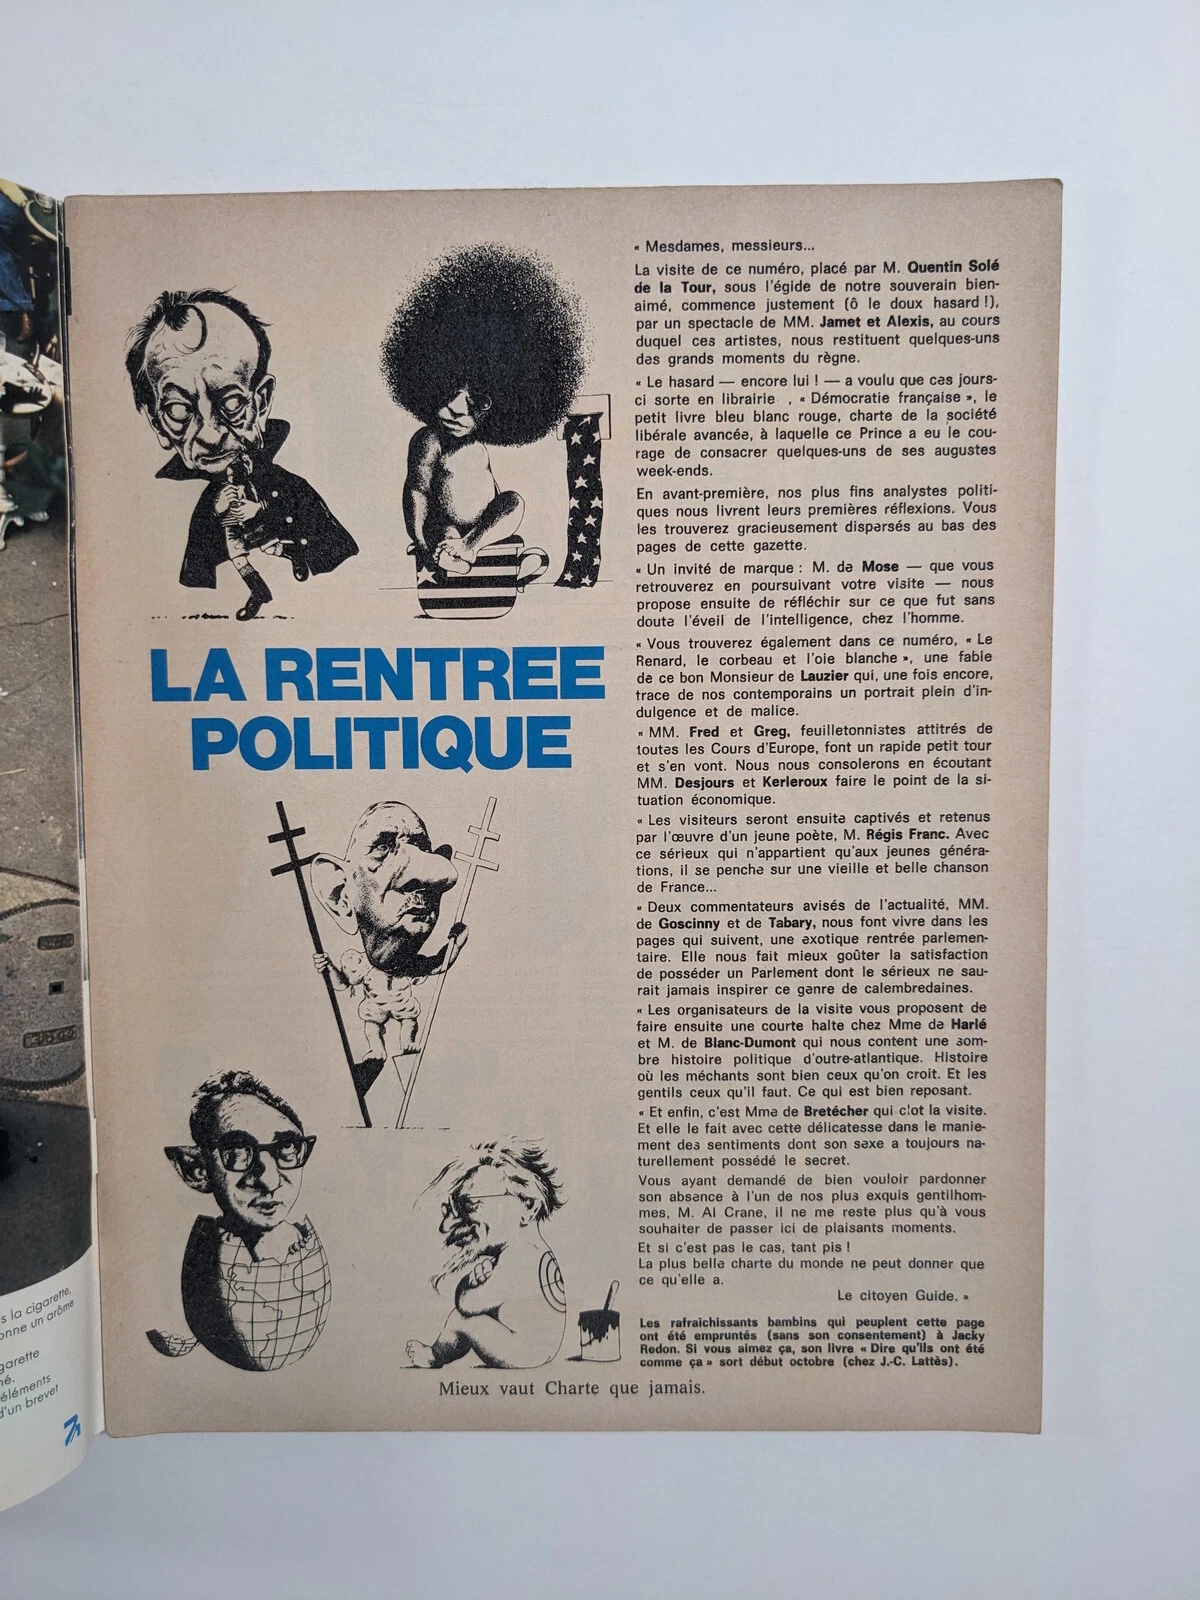 LA RENTREE
POLITIQUE
« Mesdames, messieurs...
La visite de ce numéro, placé par M. Quentin Solé
de la Tour, sous l'égide de notre souverain bien-
aimé, commence justement (ô le doux hasard !),
par un spectacle de MM. Jamet et Alexis, au cours
duquel ces artistes, nous restituent quelques-uns
des grands moments du règne.
« Le hasard — encore lui ! — a voulu que ces jours-
ci sorte en librairie , « Démocratie française », le
petit livre bleu blanc rouge, charte de la société
libérale avancée, à laquelle ce Prince a eu le cou-
rage de consacrer quelques-uns de ses augustes
week-ends.
En avant-première, nos plus fins analystes politi-
ques nous livrent leurs premières réflexions. Vous
les trouverez gracieusement dispersés au bas des
pages de cette gazette.
« Un invité de marque : M. de Mose — que vous
retrouverez en poursuivant votre visite — nous
propose ensuite de réfléchir sur ce que fut sans
doute l'éveil de l'intelligence, chez l'homme.
« Vous trouverez également dans ce numéro, « Le
Renard, le corbeau et l'oie blanche », une fable
de ce bon Monsieur de Lauzier qui, une fois encore,
trace de nos contemporains un portrait plein d'in-
dulgence et de malice.
« MM. Fred et Greg, feuilletonnistes attitrés de
toutes les Cours d'Europe, font un rapide petit tour
et s'en vont. Nous nous consolerons en écoutant
MM. Desjours et Kerleroux faire le point de la si-
tuation économique.
« Les visiteurs seront ensuite captivés et retenus
par l'œuvre d'un jeune poète, M. Régis Franc. Avec
ce sérieux qui n'appartient qu'aux jeunes généra-
tions, il se penche sur une vieille et belle chanson
de France...
« Deux commentateurs avisés de l'actualité, MM.
de Goscinny et de Tabary, nous font vivre dans les
pages qui suivent, une exotique rentrée parlemen-
taire. Elle nous fait mieux goûter la satisfaction
de posséder un Parlement dont le sérieux ne sau-
rait jamais inspirer ce genre de calembredaines.
« Les organisateurs de la visite vous proposent de
faire ensuite une courte halte chez Mme de Harlé
et M. de Blanc-Dumont qui nous content une som-
bre histoire politique d'outre-atlantique. Histoire
où les méchants sont bien ceux qu'on croit. Et les
gentils ceux qu'il faut. Ce qui est bien reposant.
« Et enfin, c'est Mme de Bretécher qui clot la visite.
Et elle le fait avec cette délicatesse dans le manie-
ment des sentiments dont son sexe a toujours na-
turellement possédé le secret.
Vous ayant demandé de bien vouloir pardonner
son absence à l'un de nos plus exquis gentilhom-
mes, M. Al Crane, il ne me reste plus qu'à vous
souhaiter de passer ici de plaisants moments.
Et si c'est pas le cas, tant pis !
La plus belle charte du monde ne peut donner que
ce qu'elle a.
Le citoyen Guide. »
Les rafraîchissants bambins qui peuplent cette page
ont été empruntés (sans son consentement) à Jacky
Redon. Si vous aimez ça, son livre « Dire qu'ils ont été
comme ça » sort début octobre (chez J.-C. Lattès).
Mieux vaut Charte que jamais.
s la cigarette,
onne un arôme
garette
né.
éléments
d'un brevet